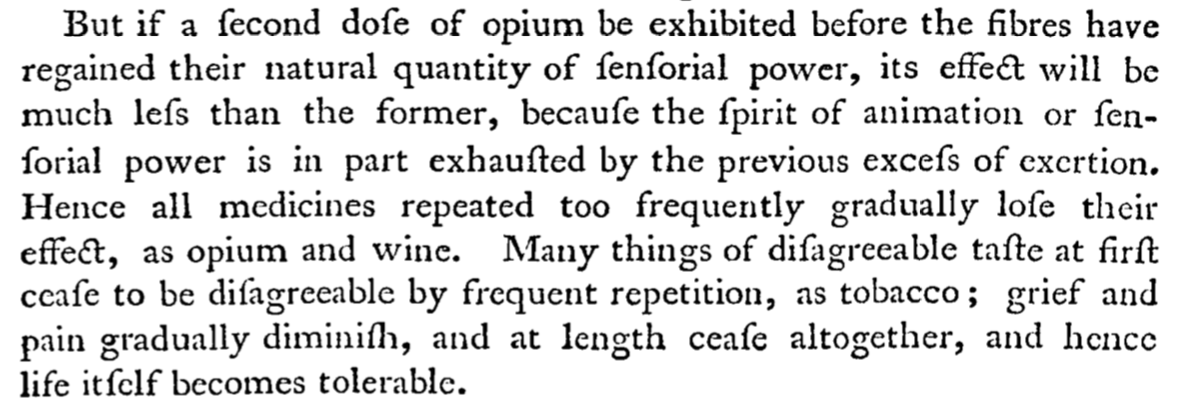 But if a ſecond doſe of opium be exhibited before the fibres have
regained their natural quantity of ſenſorial power, its effect will be
much leſs than the former, becauſe the ſpirit of animation or ſen-
ſorial power is in part exhauſted by the previous exceſs of exertion.
Hence all medicines repeated too frequently gradually loſe their
effect, as opium and wine. Many things of diſagreeable taſte at firſt
ceaſe to be diſagreeable by frequent repetition, as tobacco; grief and
pain gradually diminiſh, and at length ceaſe altogether, and hence
life itſelf becomes tolerable.